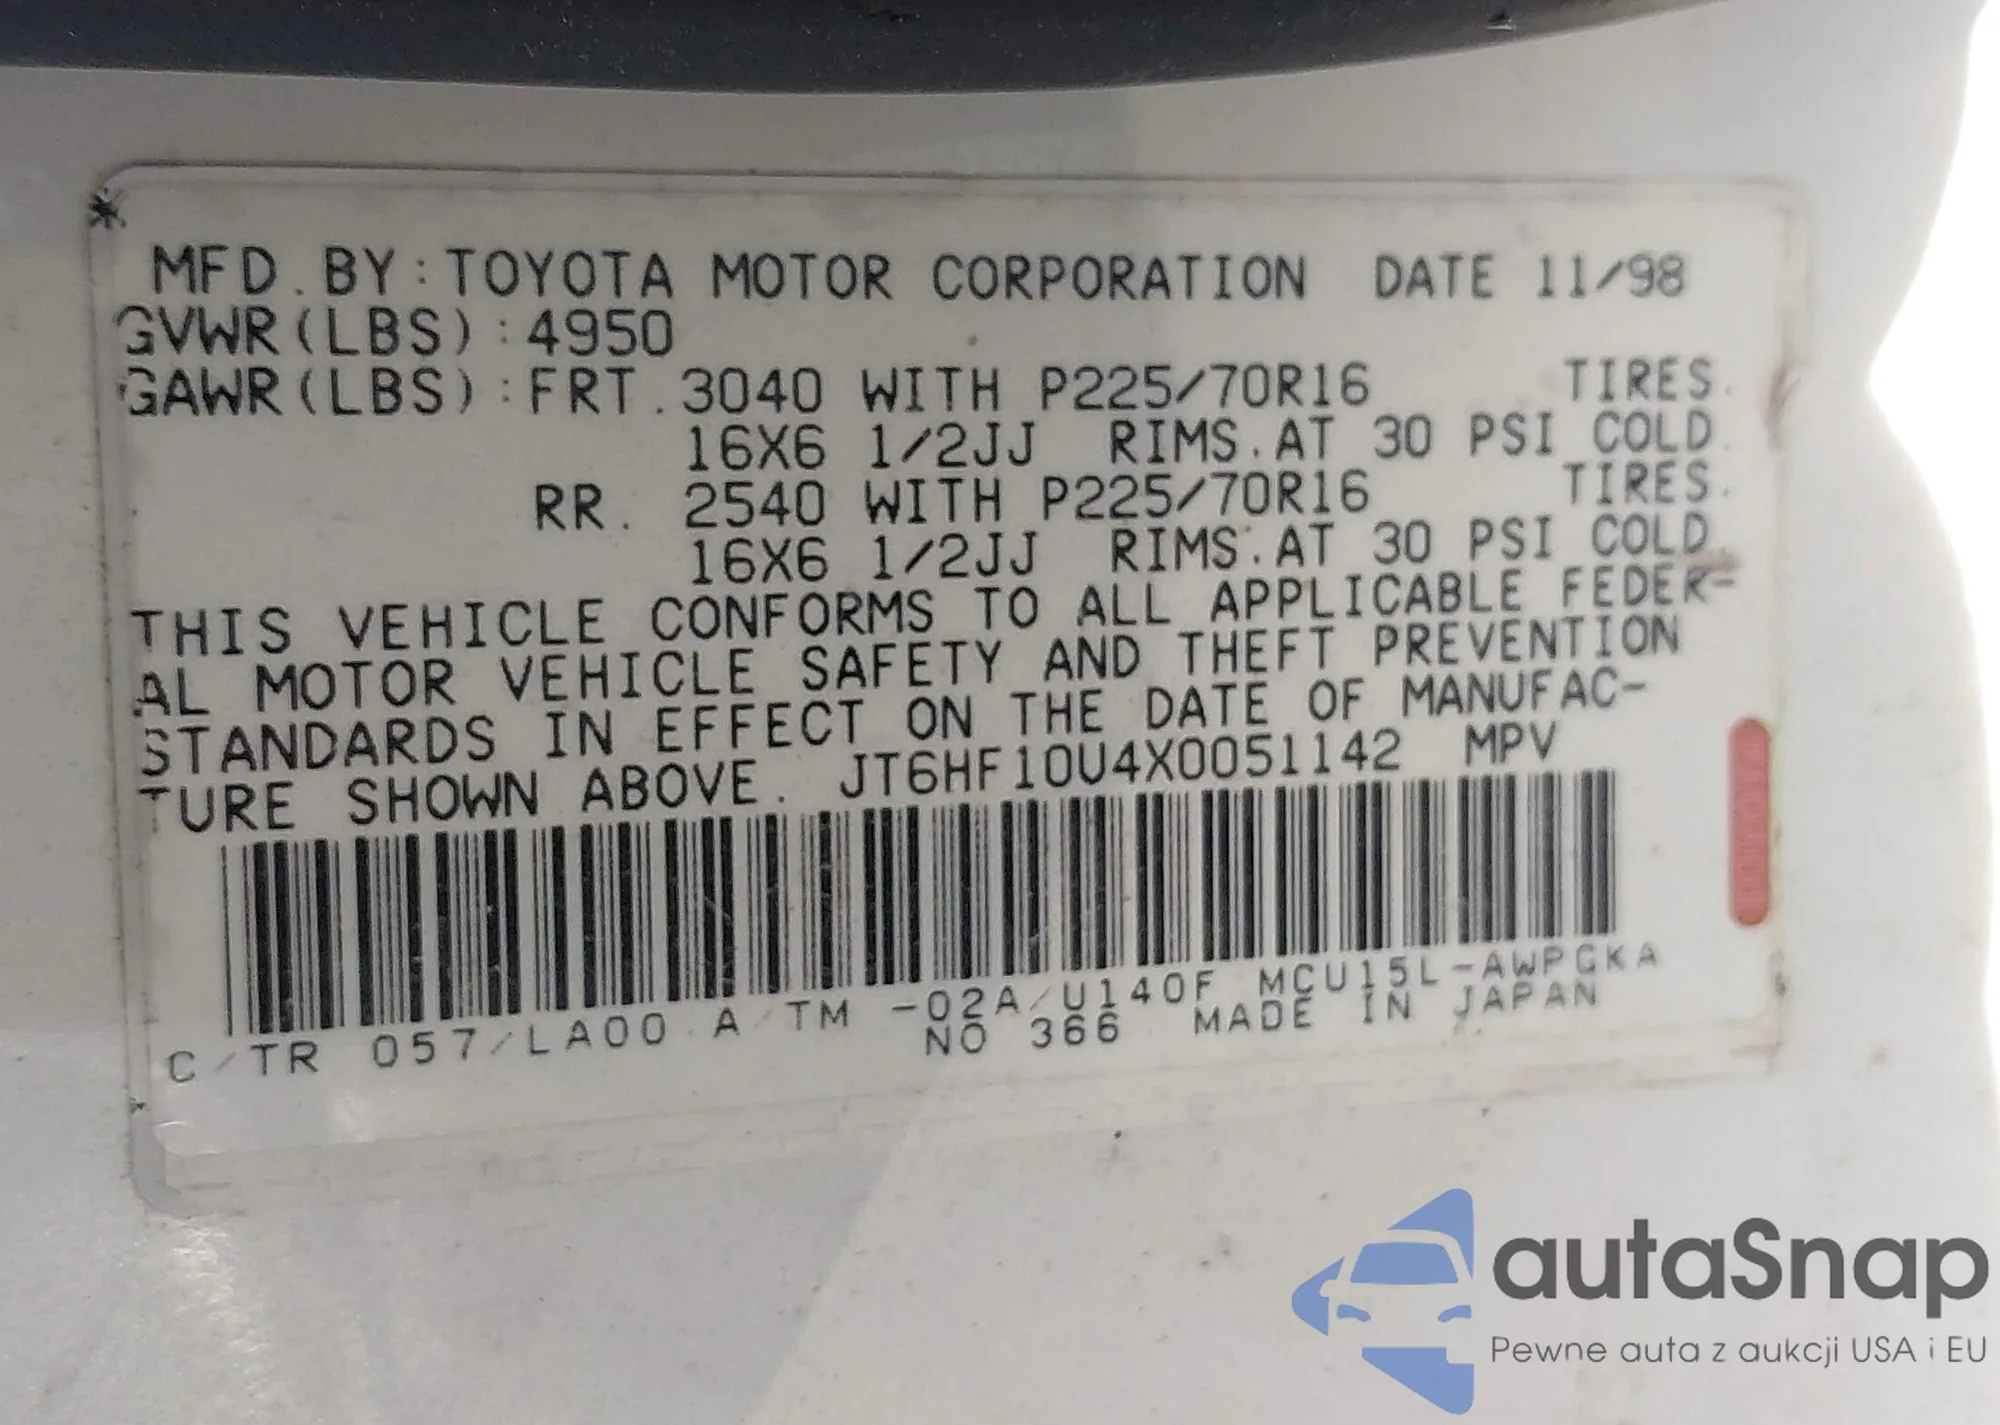 MFD.BY:TOYOTA MOTOR CORPORATION DATE 11/98
GVWR(LBS):4950
GAWR(LBS):FRT.3040 WITH P225/70R16 TIRES.
16X6 1/2JJ RIMS.AT 30 PSI COLD.
RR. 2540 WITH P225/70R16 TIRES.
16X6 1/2JJ RIMS.AT 30 PSI COLD.
THIS VEHICLE CONFORMS TO ALL APPLICABLE FEDER-
AL MOTOR VEHICLE SAFETY AND THEFT PREVENTION
STANDARDS IN EFFECT ON THE DATE OF MANUFAC-
TURE SHOWN ABOVE. JT6HF10U4X0051142 MPV
C/TR 057/LA00 A/TM -02A/U140F MCU15L-AWPGKA
NO 366 MADE IN JAPAN
autaSnap
Pewne auta z aukcji USA i EU